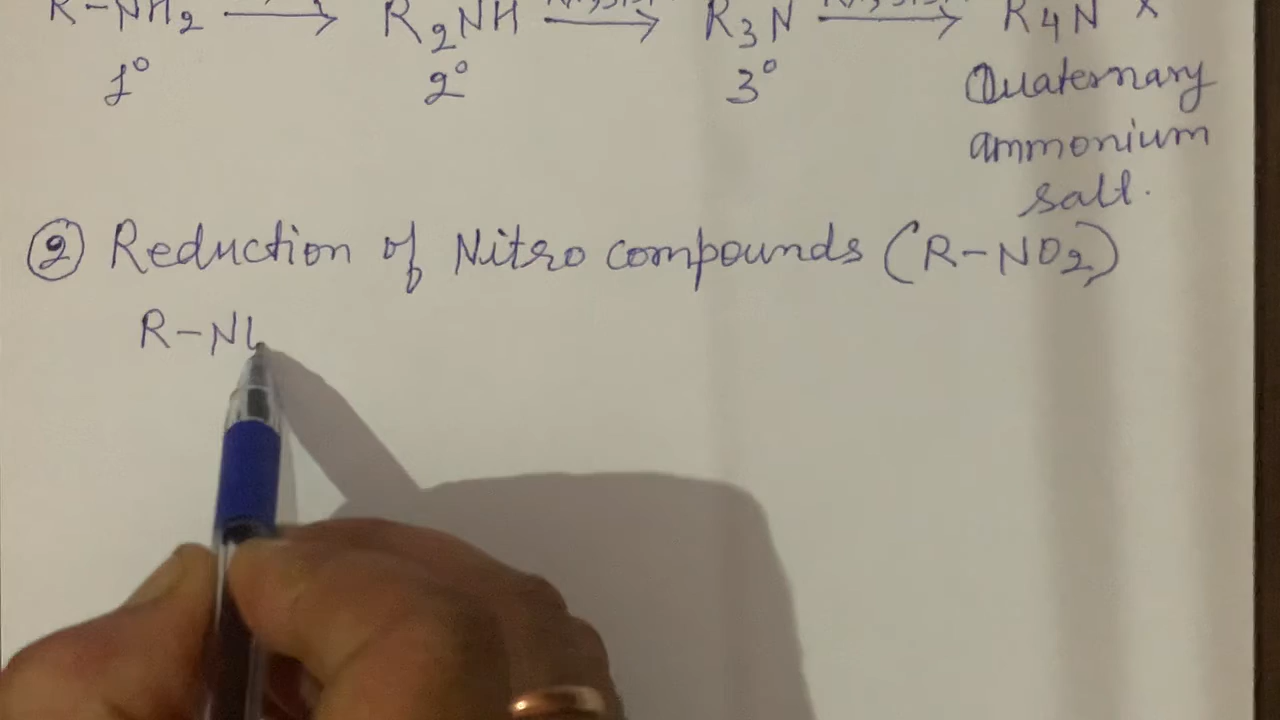 R-NH2 → R2NH → R3N → R4N x
1° 2° 3° Quaternary
ammonium
salt.
② Reduction of Nitro compounds (R-NO2)
R-N